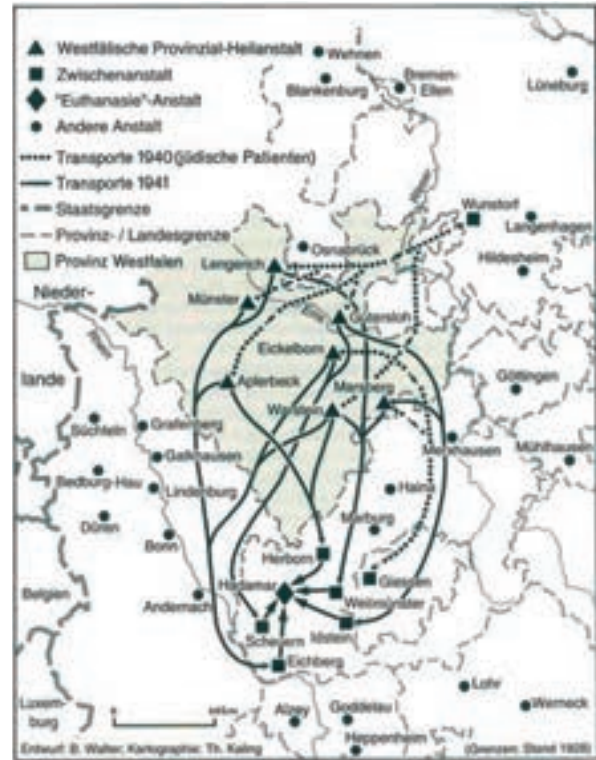 Westfälische Provinzial-Heilanstalt
Zwischenanstalt
"Euthanasie"-Anstalt
Andere Anstalt
Transporte 1940 (jüdische Patienten)
Transporte 1941
Staatsgrenze
Provinz- / Landesgrenze
Provinz Westfalen
Wehnen
Blankenburg
Bremen-
Ellen
Lüneburg
Wunstorf
Langenhagen
Osnabrück
Hildesheim
Lengerich
Nieder-
lande
Münster
Gütersloh
Eickelborn
Aplerbeck
Marsberg
Warstein
Göttingen
Süchteln
Grafenberg
Merxhausen
Mühlhausen
Galkhausen
Bedburg-Hau
Lindenburg
Haina
Düren
Bonn
Marburg
Herborn
Giessen
Hadamar
Belgien
Andernach
Weilmünster
Scheuern
Idstein
Eichberg
Luxem-
burg
Lohr
Werneck
Alzey
Goddelau
Heppenheim
Entwurf: B. Walter; Kartographie: Th. Kaling
(Grenzen: Stand 1928)